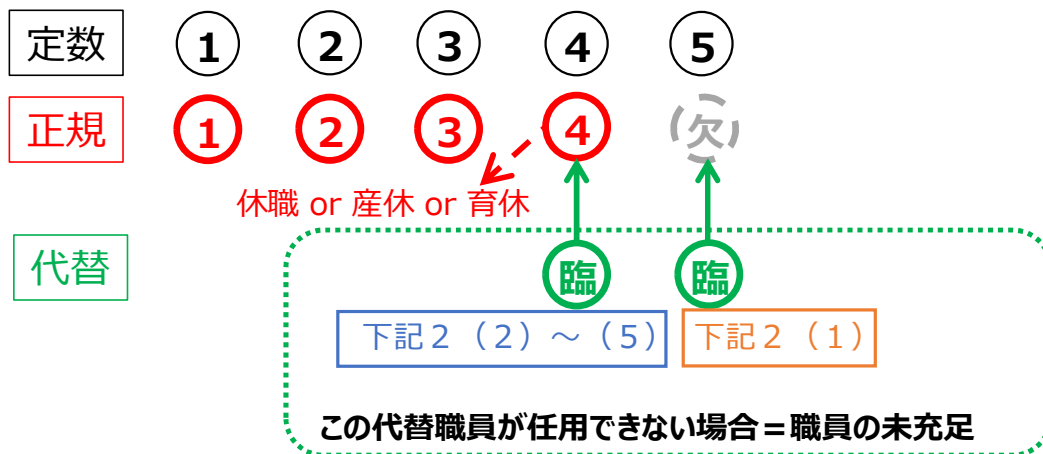 定数 1 2 3 4 5
正規 1 2 3 4 (欠)
休職 or 産休 or 育休
代替 臨 臨
下記2（2）～（5） 下記2（1）
この代替職員が任用できない場合＝職員の未充足